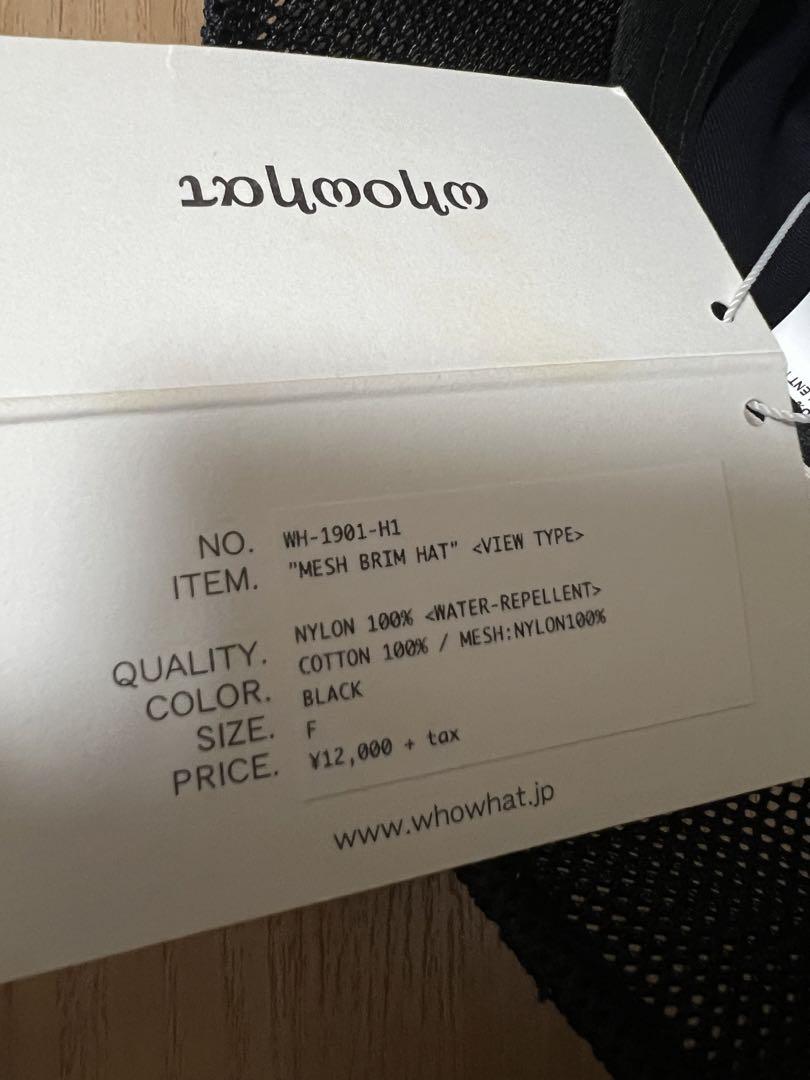 whowhat
NO. WH-1901-H1
ITEM. "MESH BRIM HAT" <VIEW TYPE>
NYLON 100% <WATER-REPELLENT>
QUALITY. COTTON 100% / MESH:NYLON100%
COLOR. BLACK
SIZE. F
PRICE. ¥12,000 + tax
www.whowhat.jp